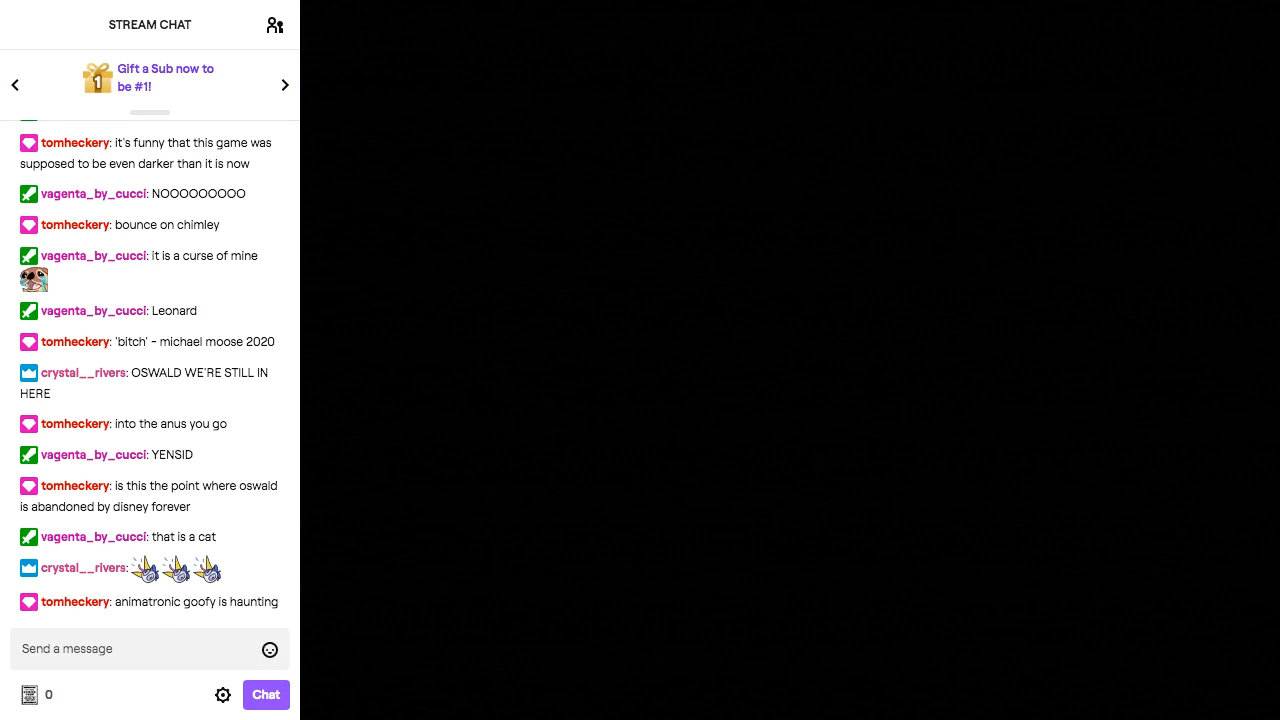 STREAM CHAT
Gift a Sub now to
be #1!
1
tomheckery: it's funny that this game was
supposed to be even darker than it is now
vagenta_by_cucci: NOOOOOOOOO
tomheckery: bounce on chimley
vagenta_by_cucci: it is a curse of mine
vagenta_by_cucci: Leonard
tomheckery: 'bitch' - michael moose 2020
crystal__rivers: OSWALD WE'RE STILL IN
HERE
tomheckery: into the anus you go
vagenta_by_cucci: YENSID
tomheckery: is this the point where oswald
is abandoned by disney forever
vagenta_by_cucci: that is a cat
crystal__rivers:
tomheckery: animatronic goofy is haunting
Send a message
0
Chat